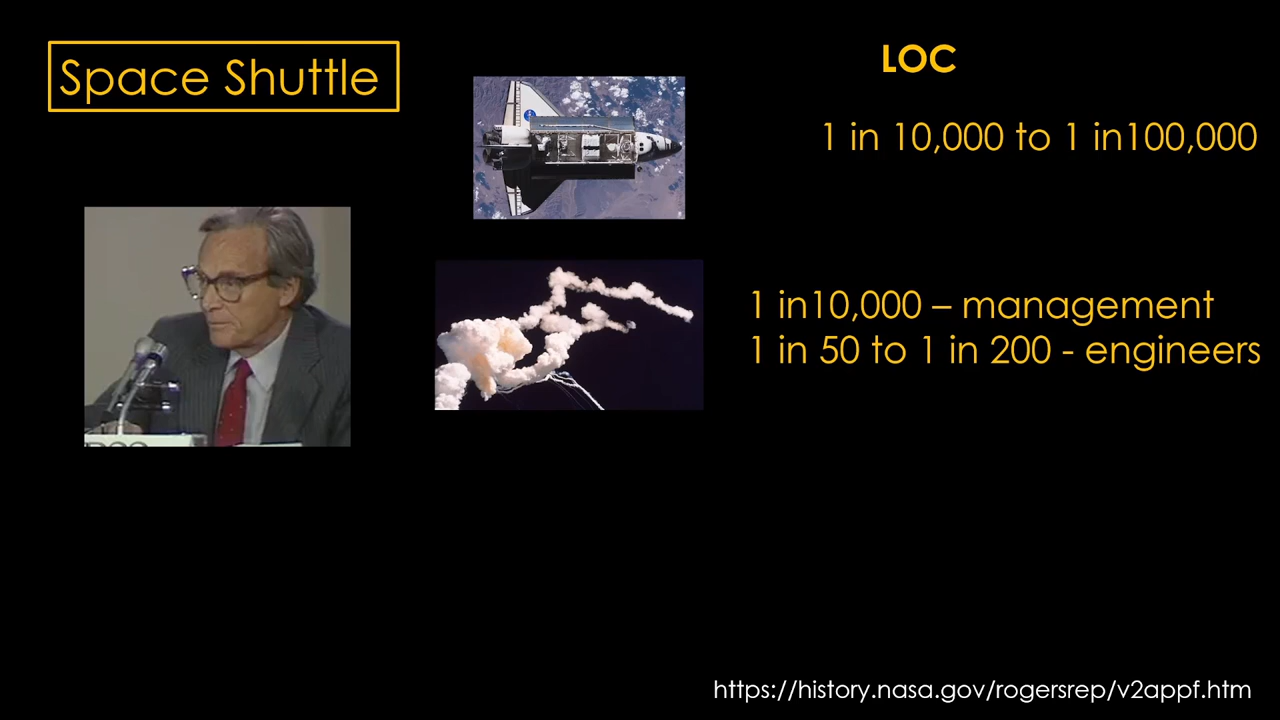 Space Shuttle
LOC
1 in 10,000 to 1 in100,000
1 in10,000 – management
1 in 50 to 1 in 200 - engineers
https://history.nasa.gov/rogersrep/v2appf.htm